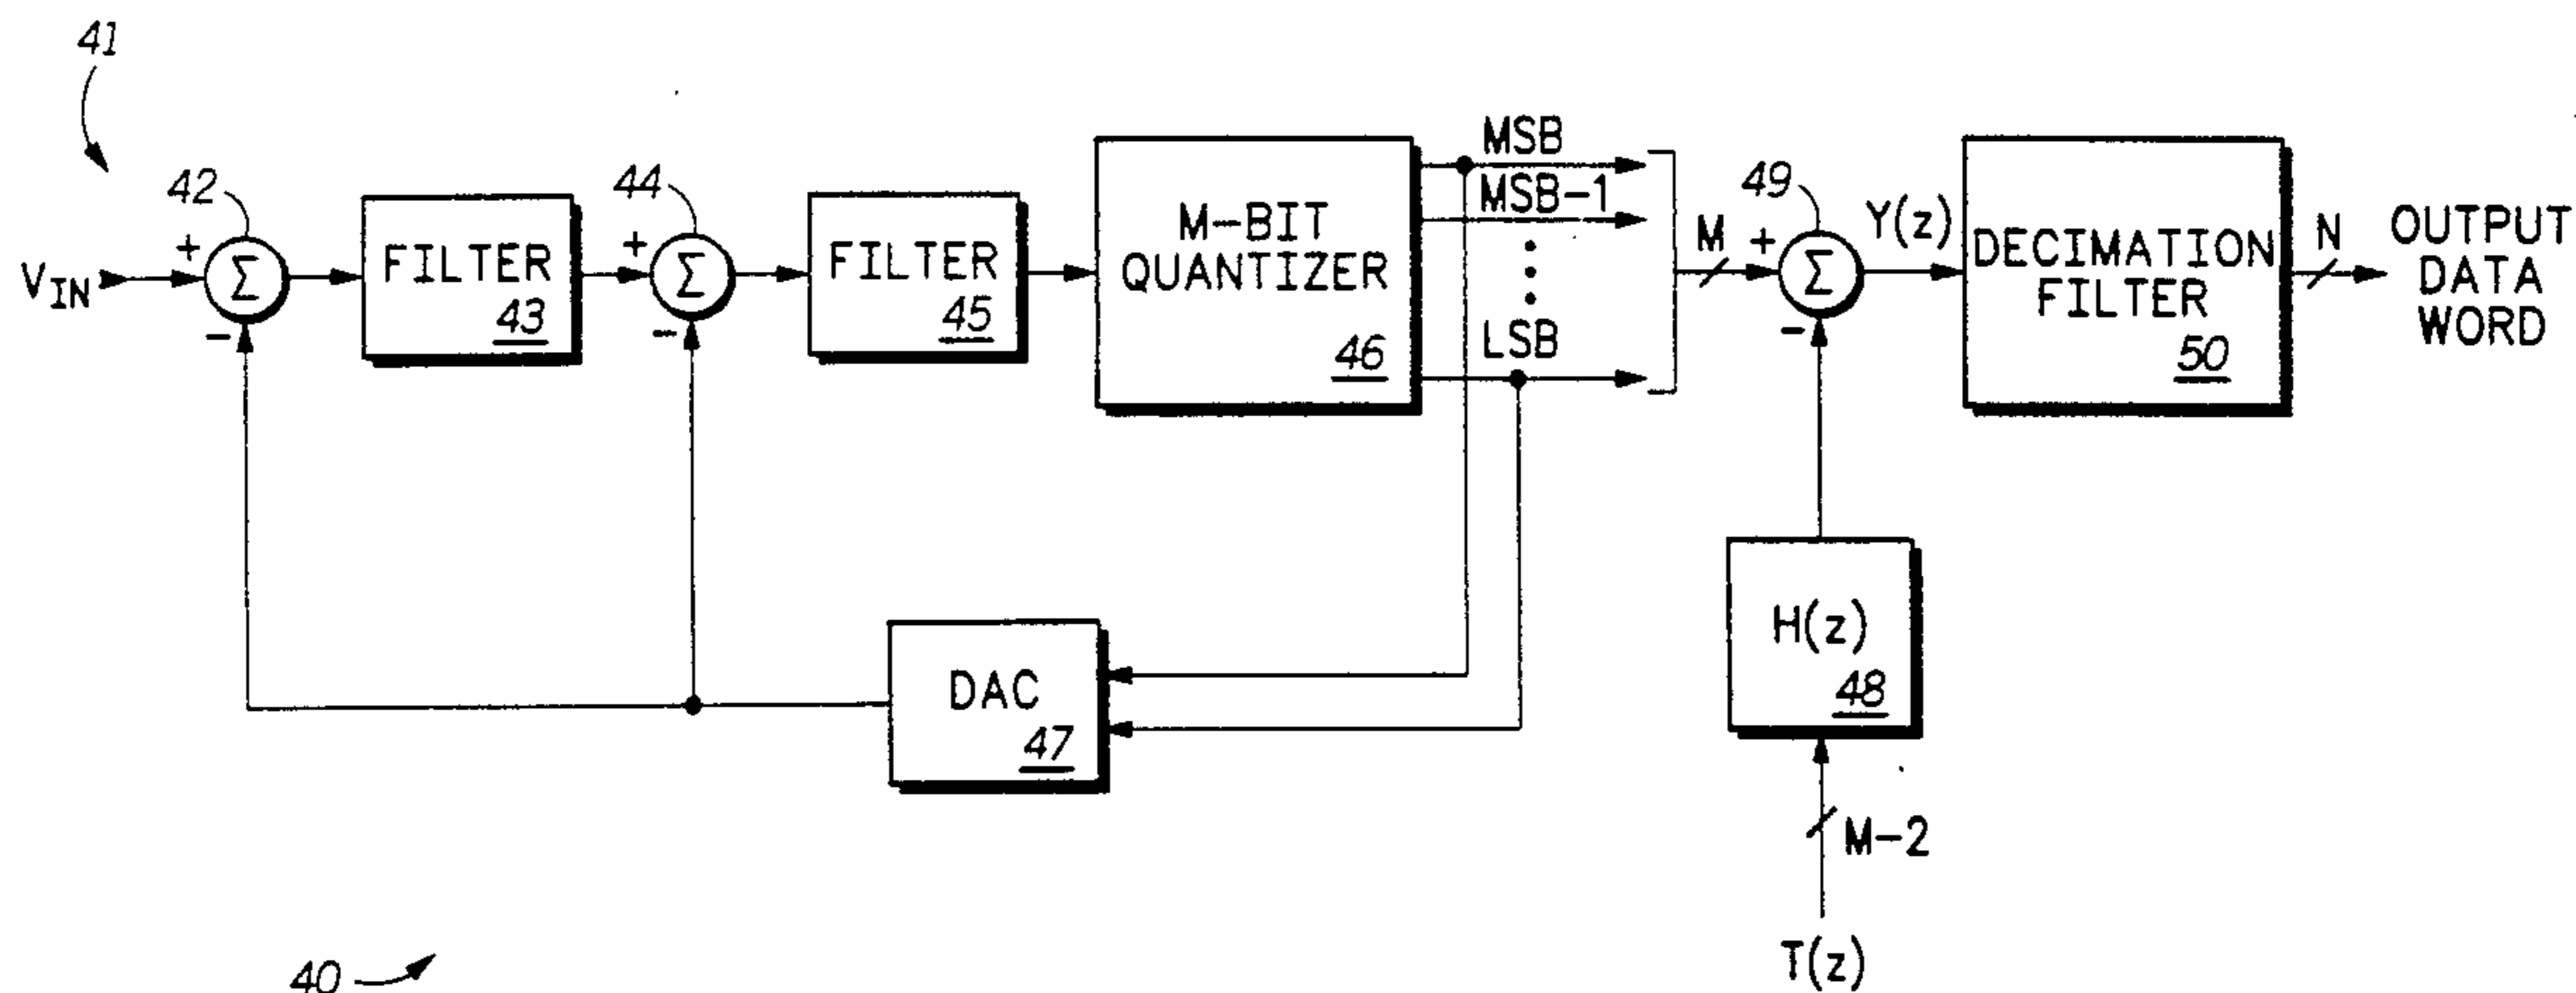 41
42
44
49
+
+
+
-
-
-
V_IN
Σ
Σ
Σ
FILTER
43
FILTER
45
M-BIT
QUANTIZER
46
MSB
MSB-1
LSB
M
Y(z)
DECIMATION
FILTER
50
N
OUTPUT
DATA
WORD
DAC
47
H(z)
48
M-2
T(z)
40